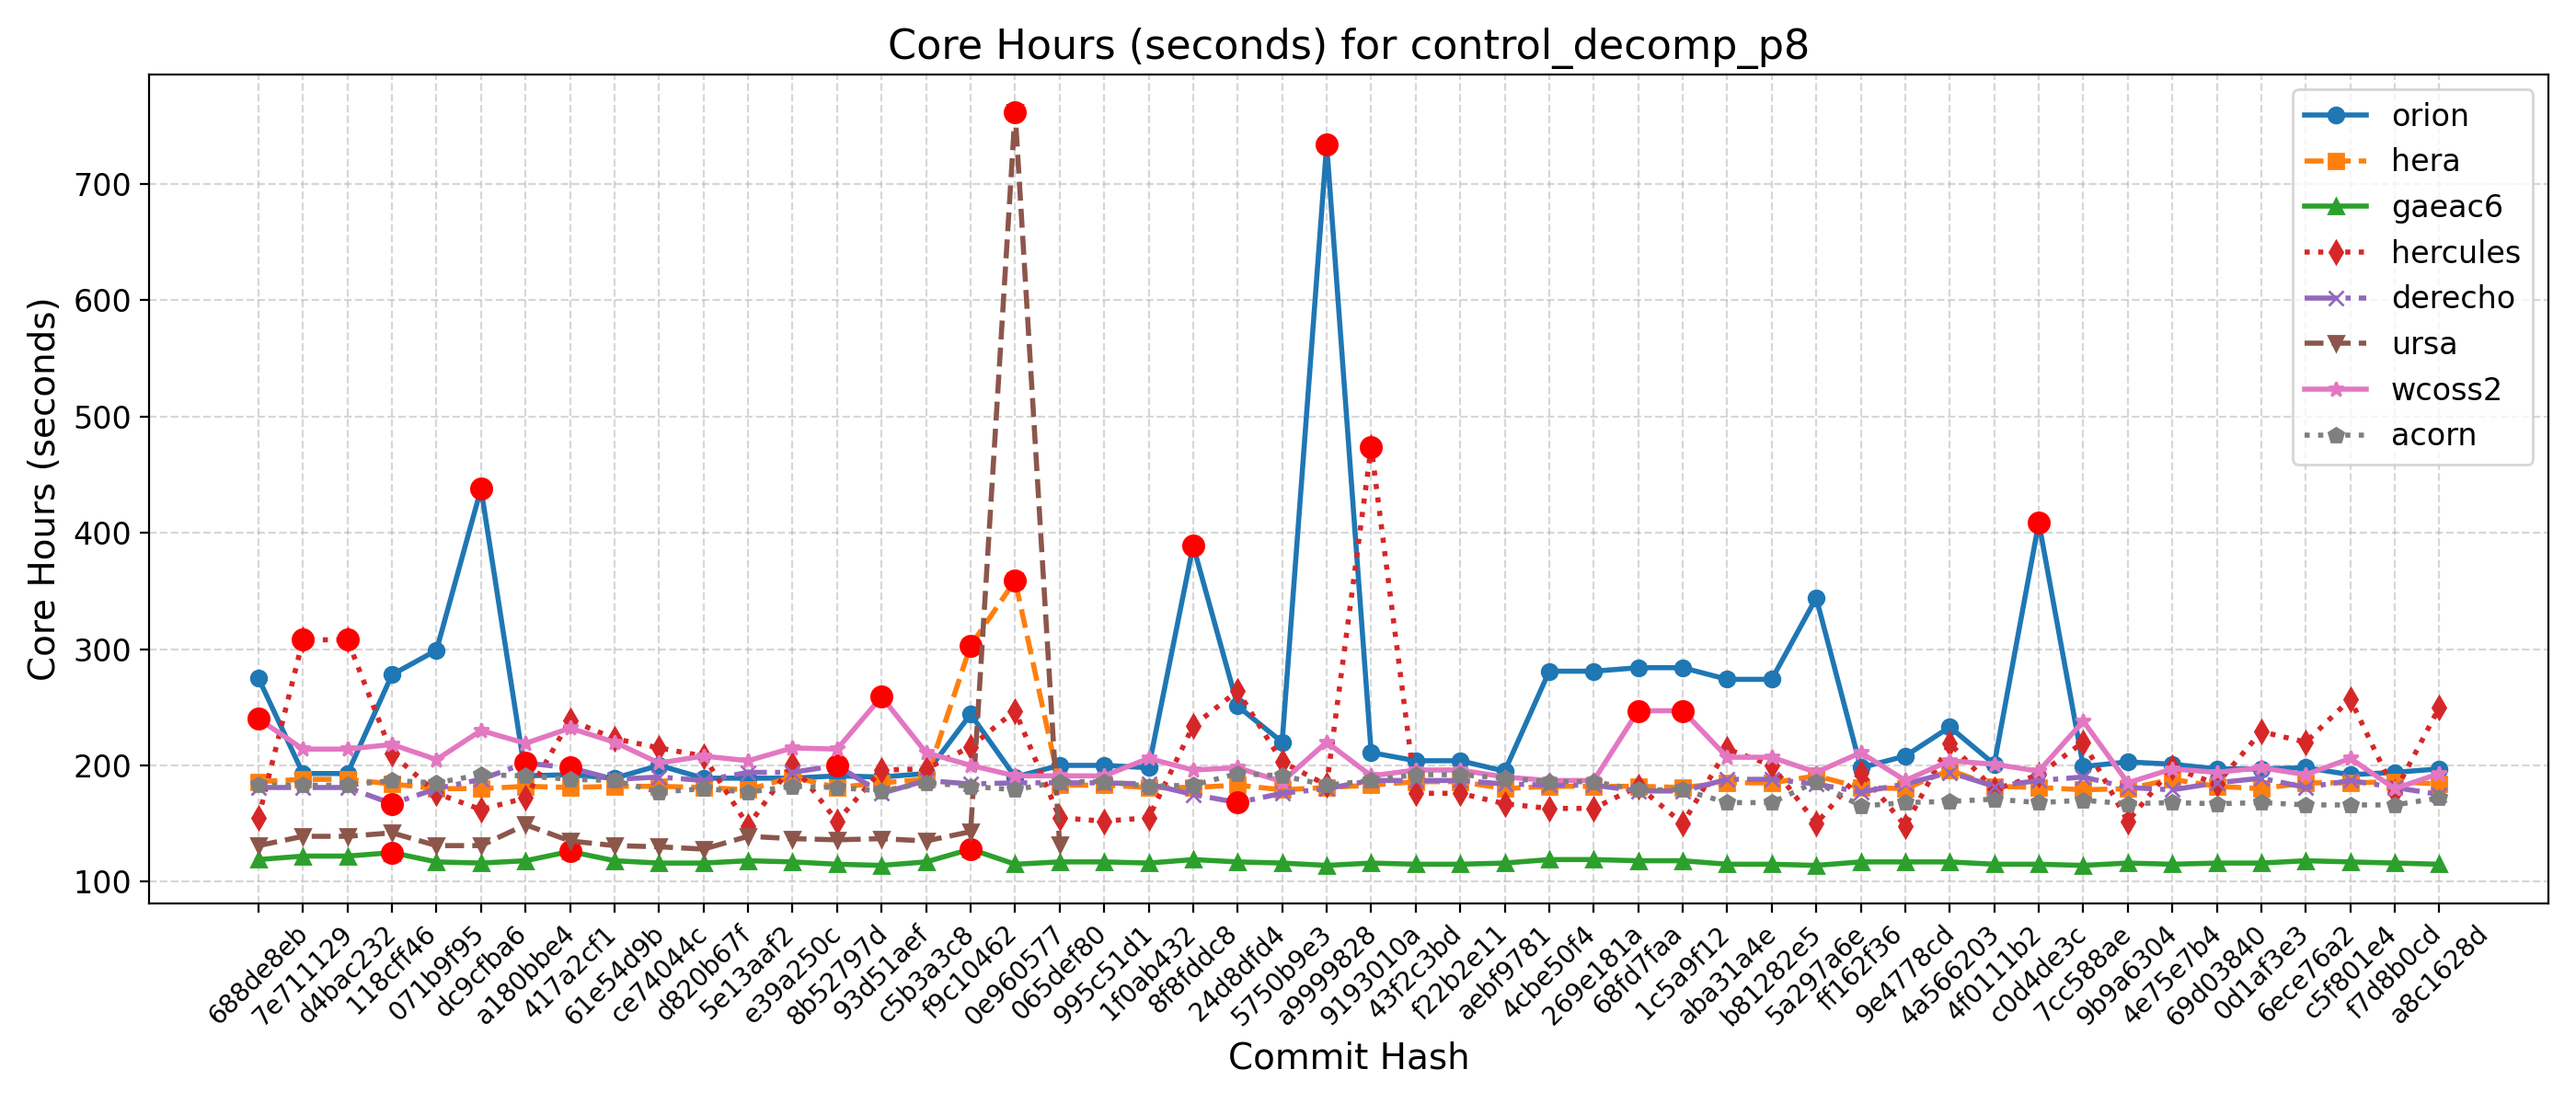 Core Hours (seconds) for control_decomp_p8
Core Hours (seconds)
700
600
500
400
300
200
100
orion
hera
gaeac6
hercules
derecho
ursa
wcoss2
acorn
688de8eb
7e711129
d4bac232
118cff46
071b9f95
dc9cfba6
a180bbe4
417a2cf1
61e54d9b
ce74044c
d820b67f
5e13aaf2
e39a250c
8b52797d
93d51aef
c5b3a3c8
f9c10462
0e960577
065def80
995c51d1
1f0ab432
8f8fddc8
24d8dfd4
5750b9e3
a9999828
9193010a
43f2c3bd
f22b2e11
aebf9781
4cbe50f4
269e181a
68fd7faa
1c5a9f12
aba31a4e
b81282e5
5a297a6e
ff162f36
9e4778cd
4a566203
4f0111b2
c0d4de3c
7cc588ae
9b9a6304
4e75e7b4
69d03840
0d1af3e3
6ece76a2
c5f801e4
f7d8b0cd
a8c1628d
Commit Hash